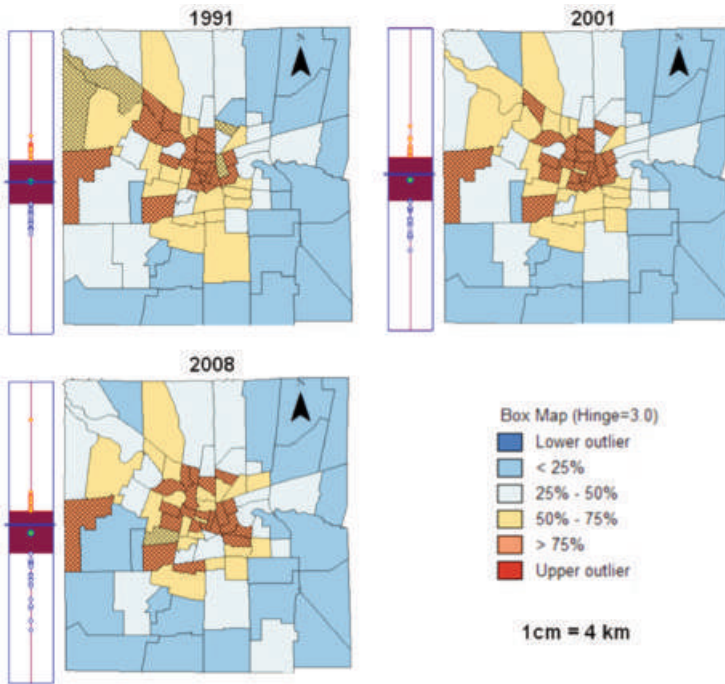 1991
2001
2008
Box Map (Hinge=3.0)
Lower outlier
< 25%
25% - 50%
50% - 75%
> 75%
Upper outlier
1cm = 4 km